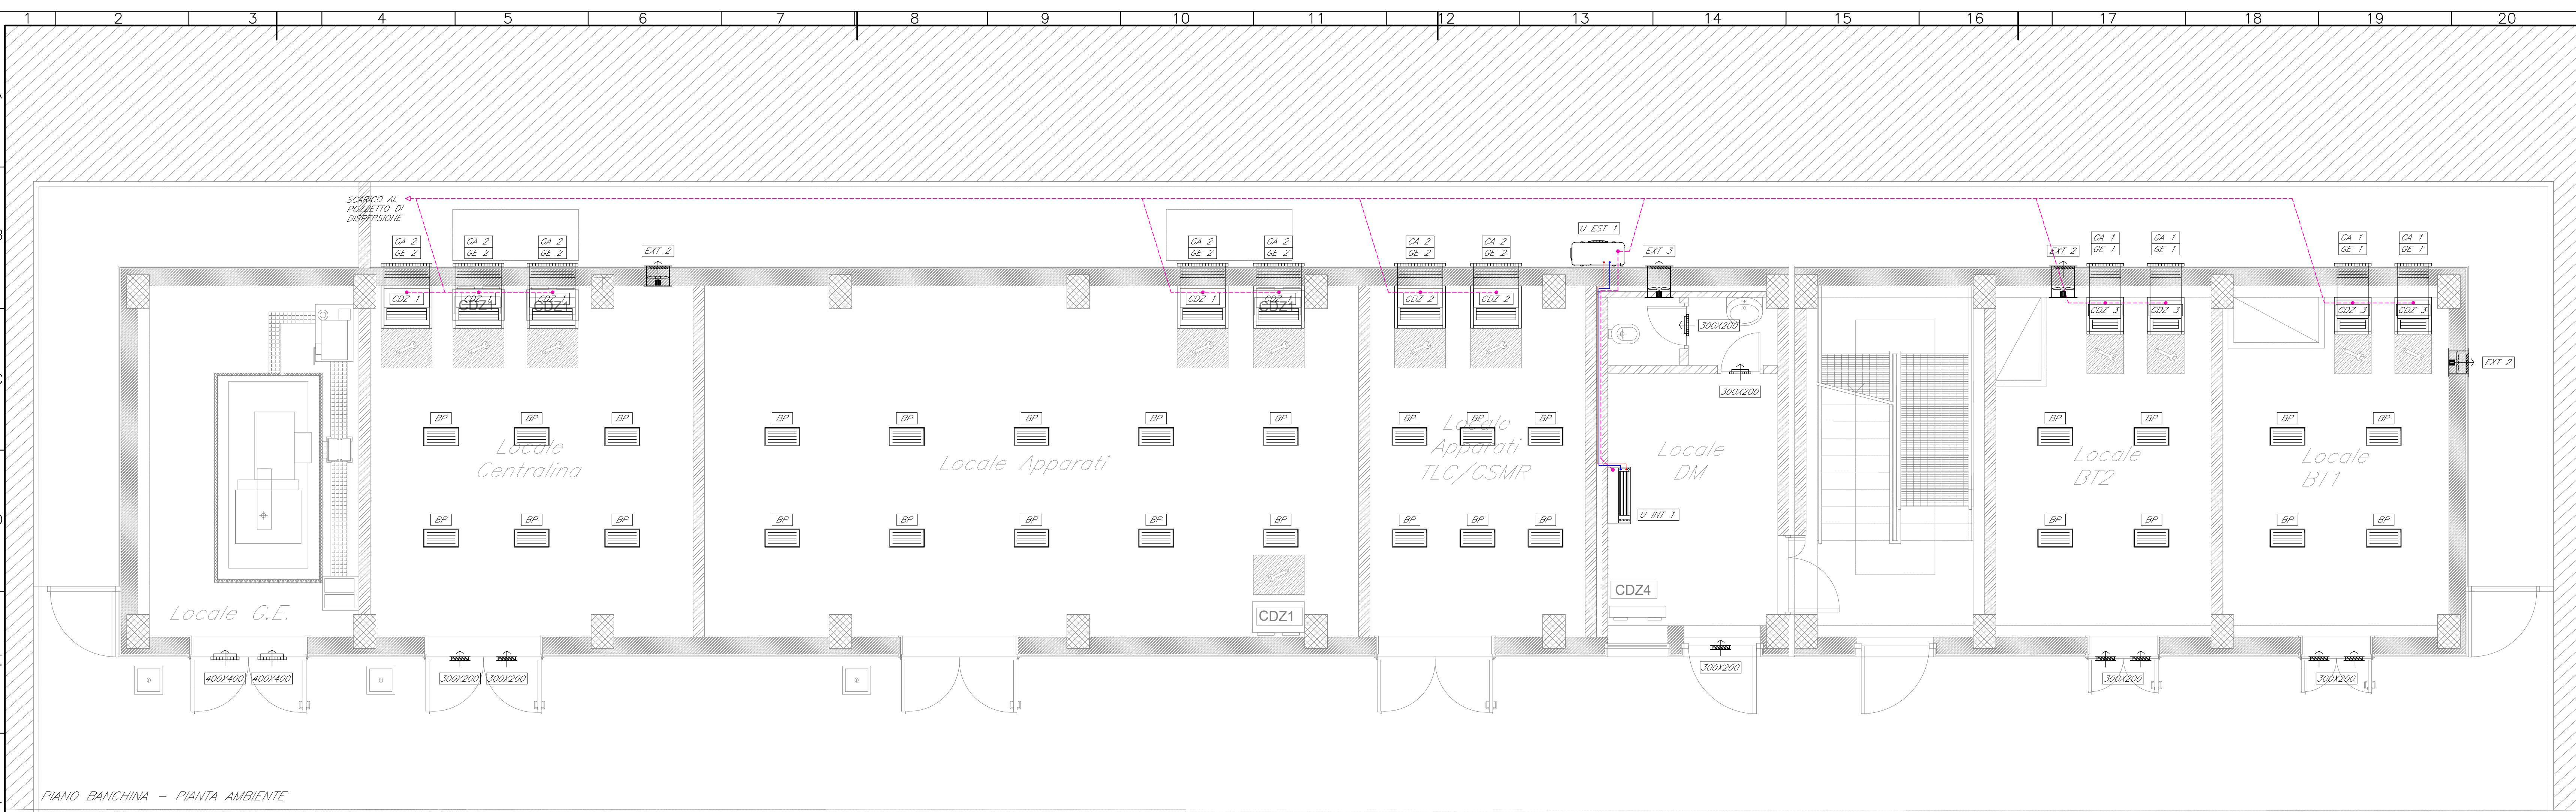 1 2 3 4 5 6 7 8 9 10 11 12 13 14 15 16 17 18 19 20
SCARICO AL
POZZETTO DI
DISPERSIONE
GA 2 GA 2 GA 2 GA 2 GA 2 GA 2 GA 2 GA 1 GA 1 GA 1 GA 1
GE 2 GE 2 GE 2 GE 2 GE 2 GE 2 GE 2 GE 1 GE 1 GE 1 GE 1
U EST 1
EXT 2 EXT 3 EXT 2
CDZ 1 CDZ 1 CDZ 1 CDZ 1 CDZ 1 CDZ 2 CDZ 2 CDZ 3 CDZ 3 CDZ 3 CDZ 3
CDZ1 CDZ1 CDZ1
300X200
EXT 2
300X200
BP BP BP BP BP BP BP BP BP BP BP BP BP BP BP
Locale
Centralina
Locale Apparati
Locale
Apparati
TLC/GSMR
Locale
DM
Locale
BT2
Locale
BT1
U INT 1
BP BP BP BP BP BP BP BP BP BP BP BP BP BP BP
CDZ4
Locale G.E.
CDZ1
400X400 400X400 300X200 300X200 300X200 300X200 300X200
PIANO BANCHINA - PIANTA AMBIENTE